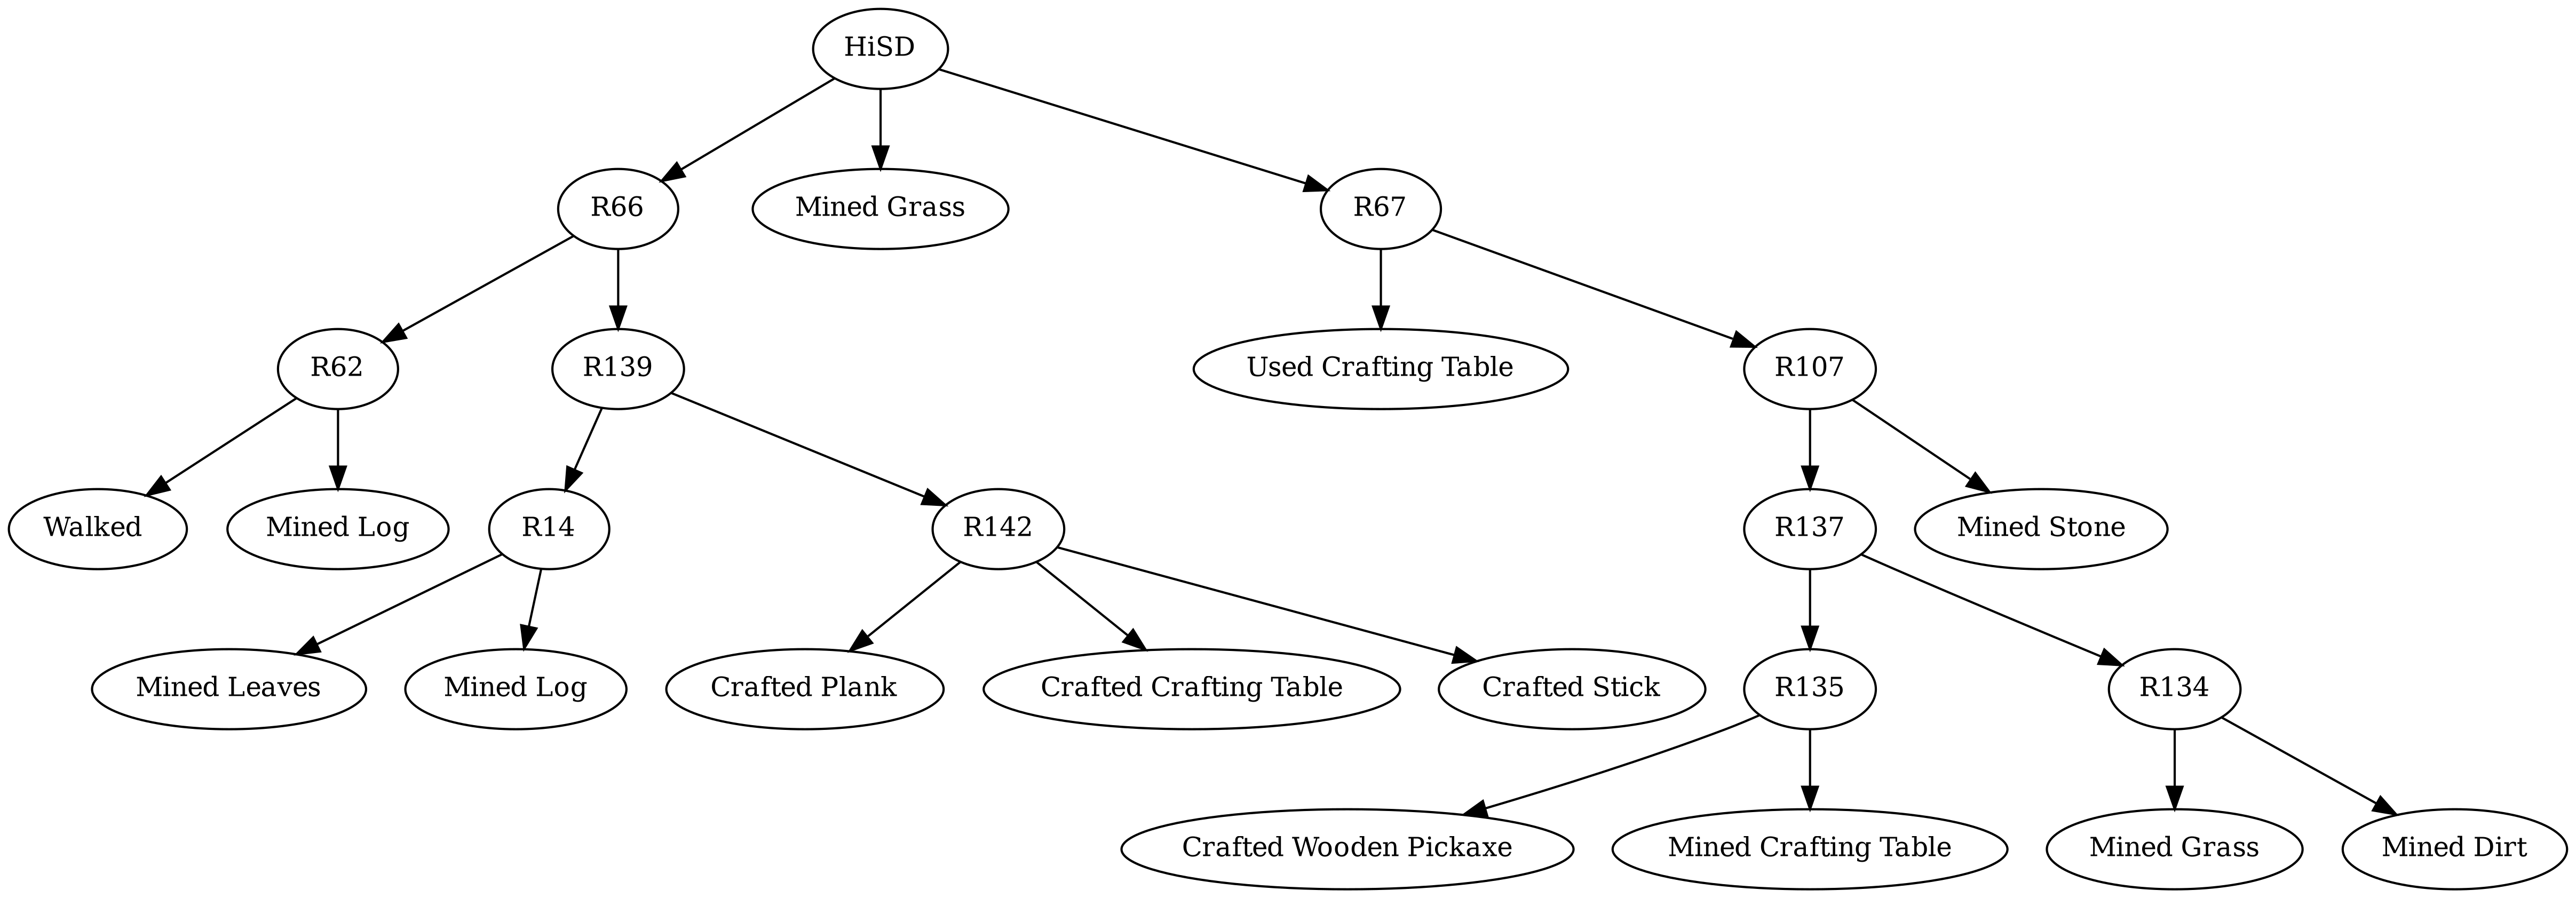 HiSD
R66
Mined Grass
R67
R62
R139
Used Crafting Table
R107
Walked
Mined Log
R14
R142
R137
Mined Stone
Mined Leaves
Mined Log
Crafted Plank
Crafted Crafting Table
Crafted Stick
R135
R134
Crafted Wooden Pickaxe
Mined Crafting Table
Mined Grass
Mined Dirt